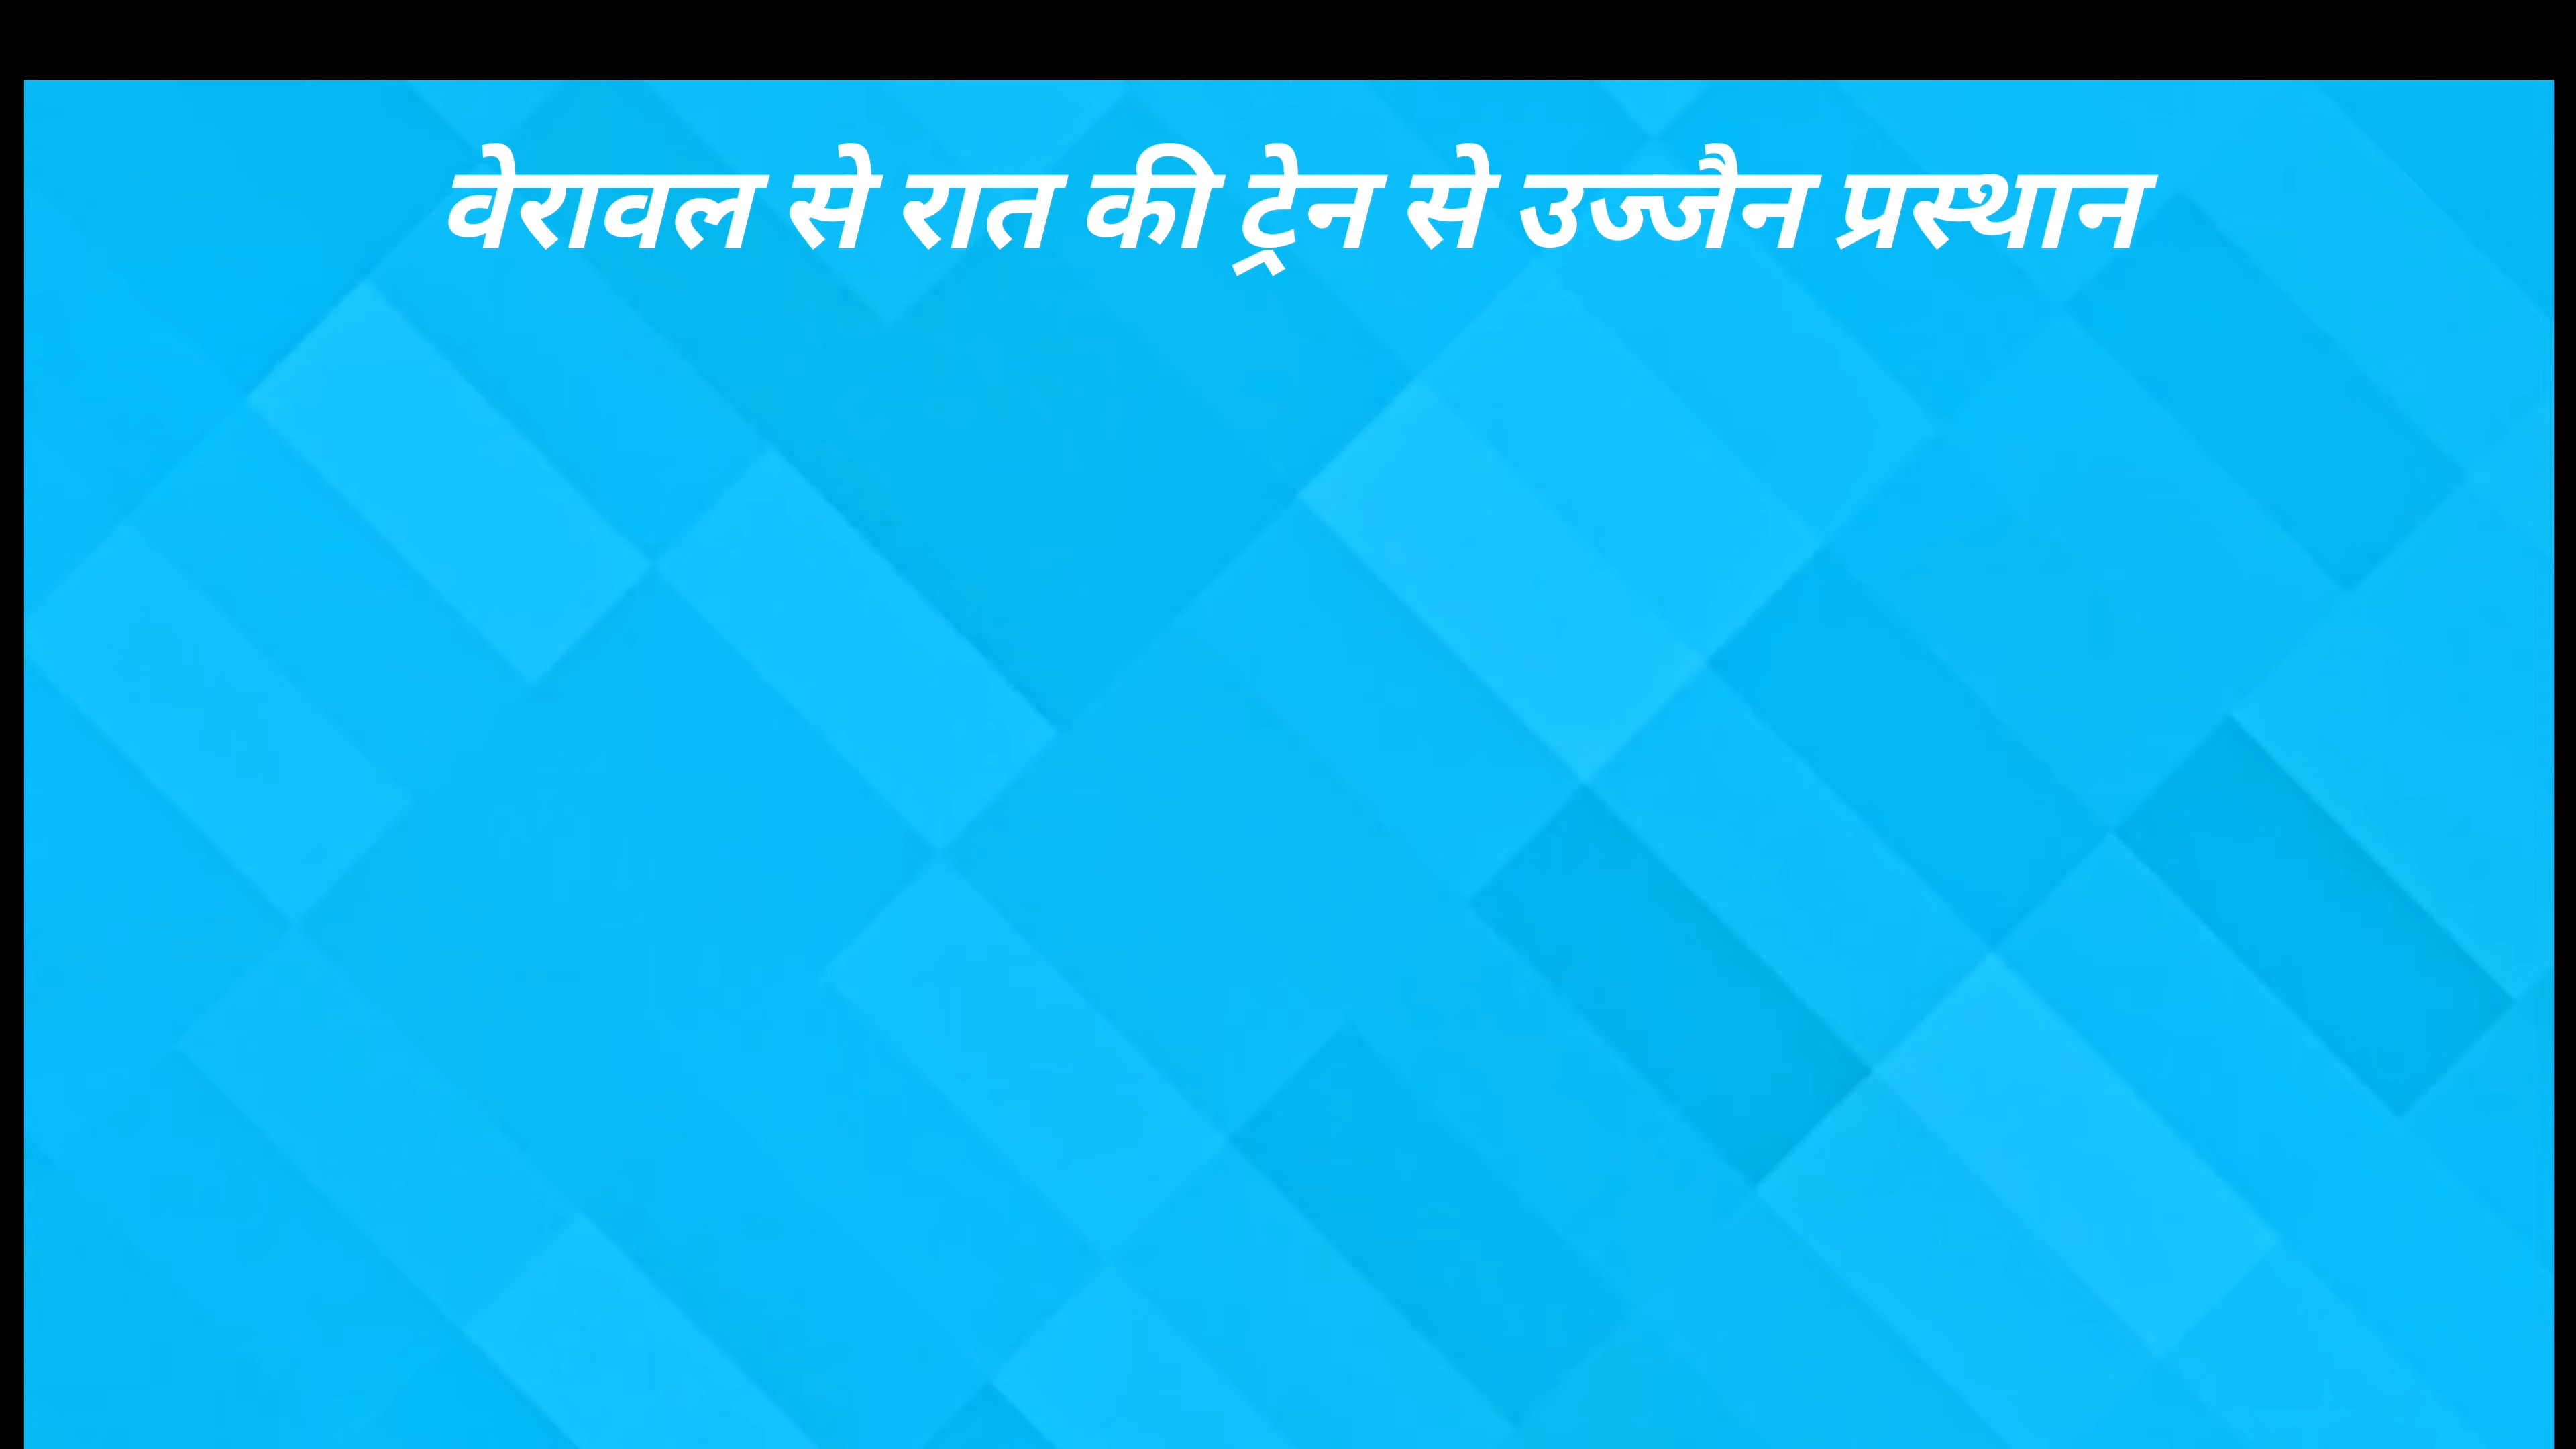 वेरावल से रात की ट्रेन से उज्जैन प्रस्थान